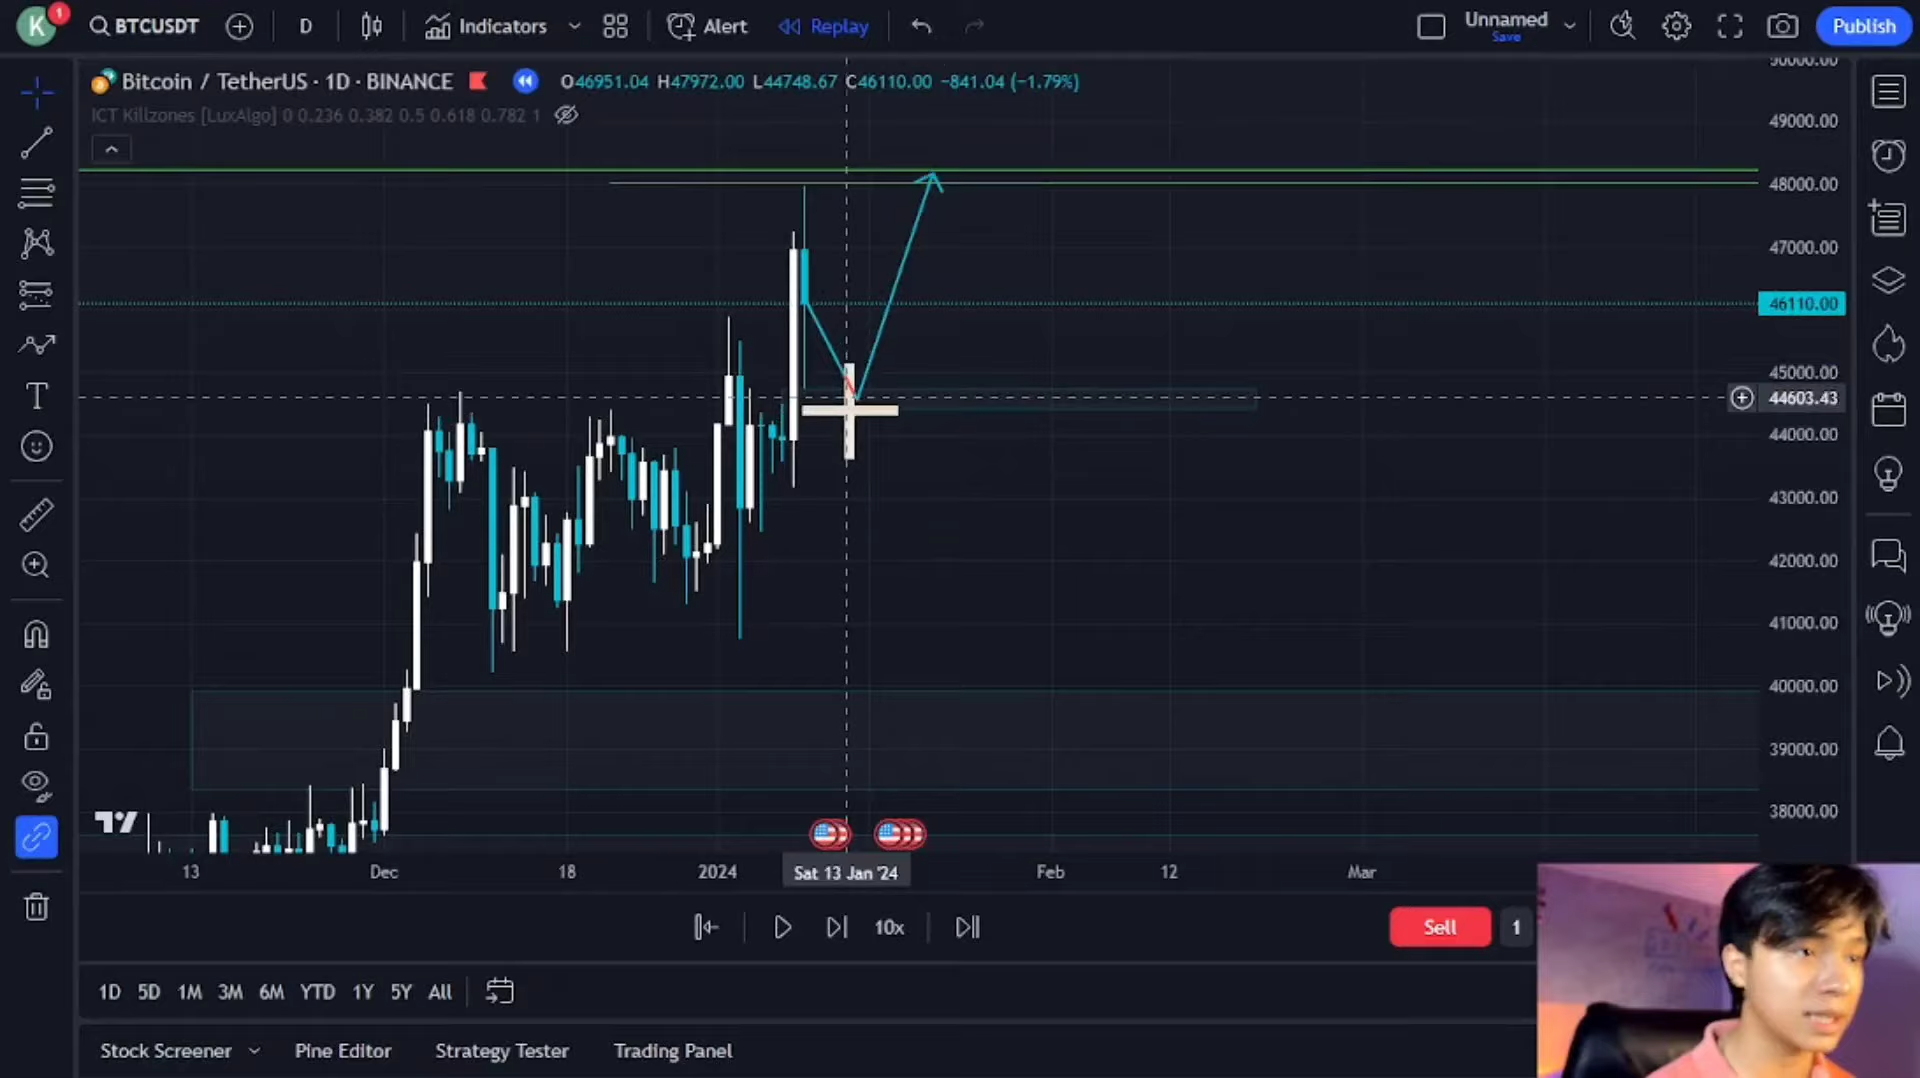 K 1 BTCUSDT D Indicators Alert Replay Unnamed Save Publish
Bitcoin / TetherUS · 1D · BINANCE O46951.04 H47972.00 L44748.67 C46110.00 −841.04 (−1.79%)
ICT Killzones [LuxAlgo] 0 0.236 0.382 0.5 0.618 0.782 1
50000.00
49000.00
48000.00
47000.00
46110.00
45000.00
44603.43
44000.00
43000.00
42000.00
41000.00
40000.00
39000.00
38000.00
13 Dec 18 2024 Sat 13 Jan '24 Feb 12 Mar
10x Sell 1
1D 5D 1M 3M 6M YTD 1Y 5Y All
Stock Screener Pine Editor Strategy Tester Trading Panel